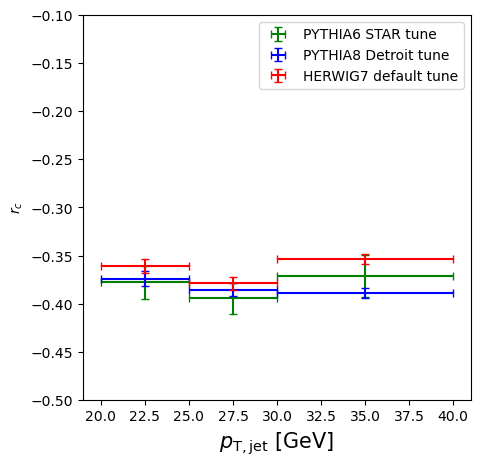 PYTHIA6 STAR tune
PYTHIA8 Detroit tune
HERWIG7 default tune
−0.10
−0.15
−0.20
−0.25
−0.30
−0.35
−0.40
−0.45
−0.50
r_c
20.0 22.5 25.0 27.5 30.0 32.5 35.0 37.5 40.0
p_T, jet [GeV]